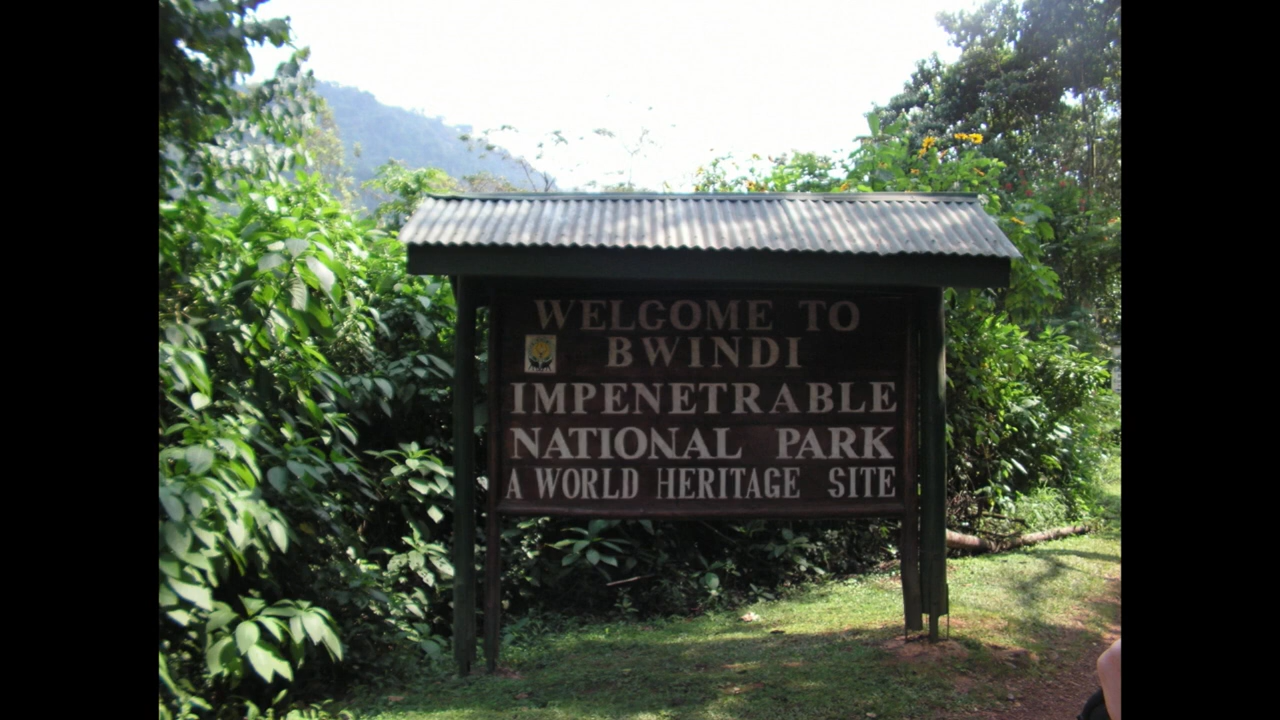 WELCOME TO
BWINDI
IMPENETRABLE
NATIONAL PARK
A WORLD HERITAGE SITE